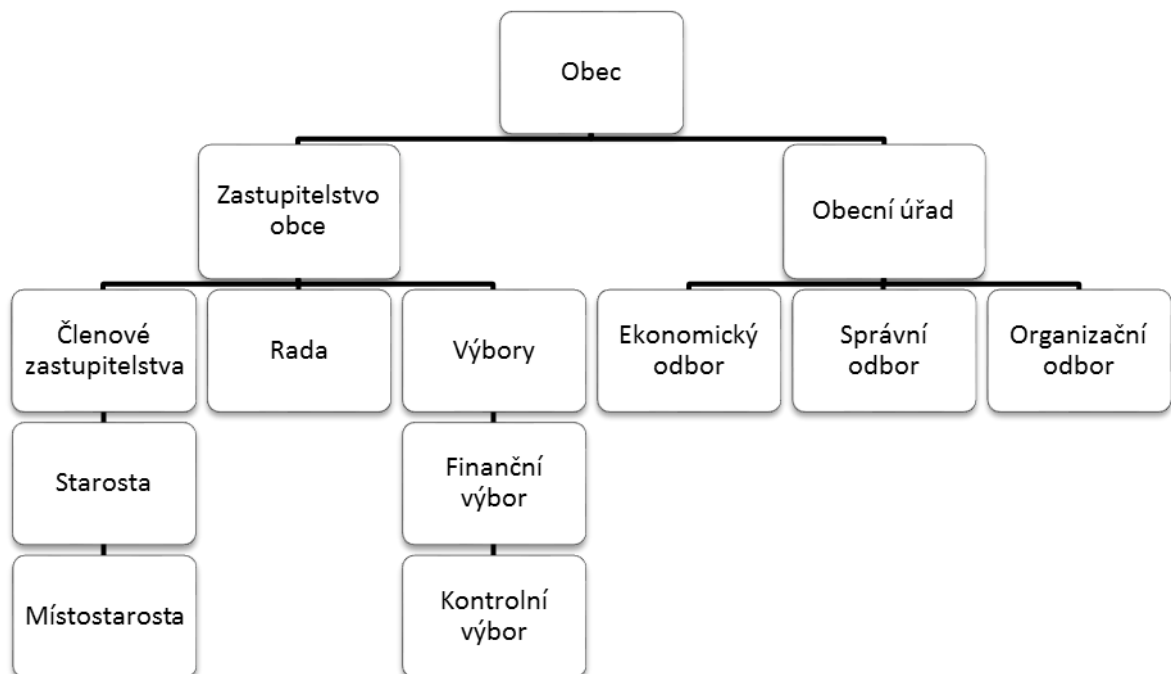 Obec
Zastupitelstvo
obce
Obecní úřad
Členové
zastupitelstva
Rada
Výbory
Ekonomický
odbor
Správní
odbor
Organizační
odbor
Starosta
Finanční
výbor
Místostarosta
Kontrolní
výbor